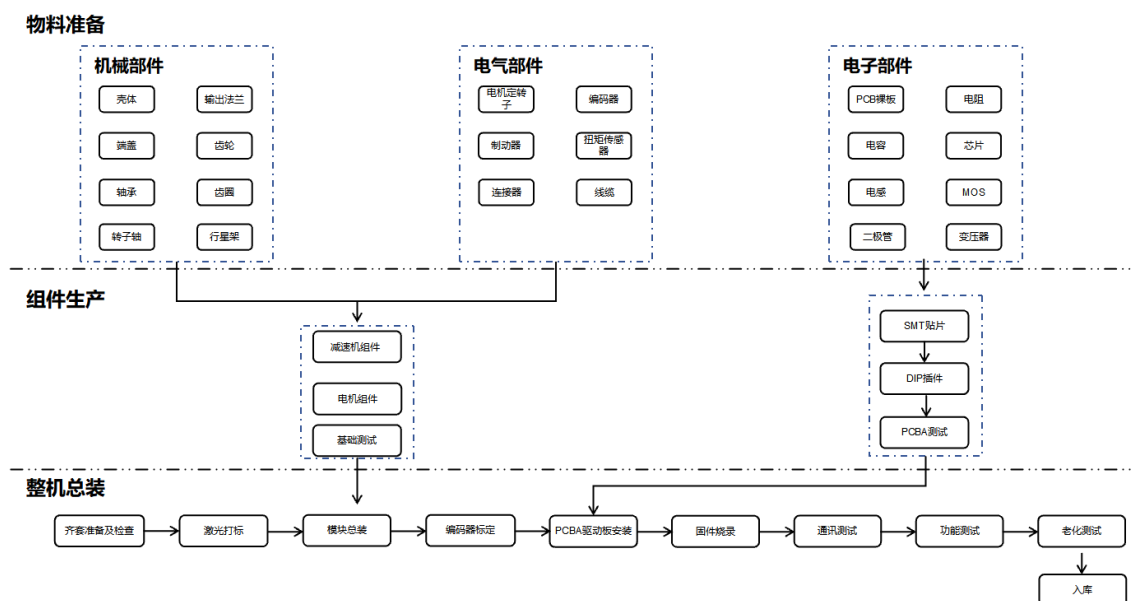 物料准备
机械部件
壳体
输出法兰
端盖
齿轮
轴承
齿圈
转子轴
行星架
电气部件
电机定转
子
编码器
制动器
扭矩传感
器
连接器
线缆
电子部件
PCB裸板
电阻
电容
芯片
电感
MOS
二极管
变压器
组件生产
减速机组件
电机组件
基础测试
SMT贴片
DIP插件
PCBA测试
整机总装
齐套准备及检查
激光打标
模块总装
编码器标定
PCBA驱动板安装
固件烧录
通讯测试
功能测试
老化测试
入库